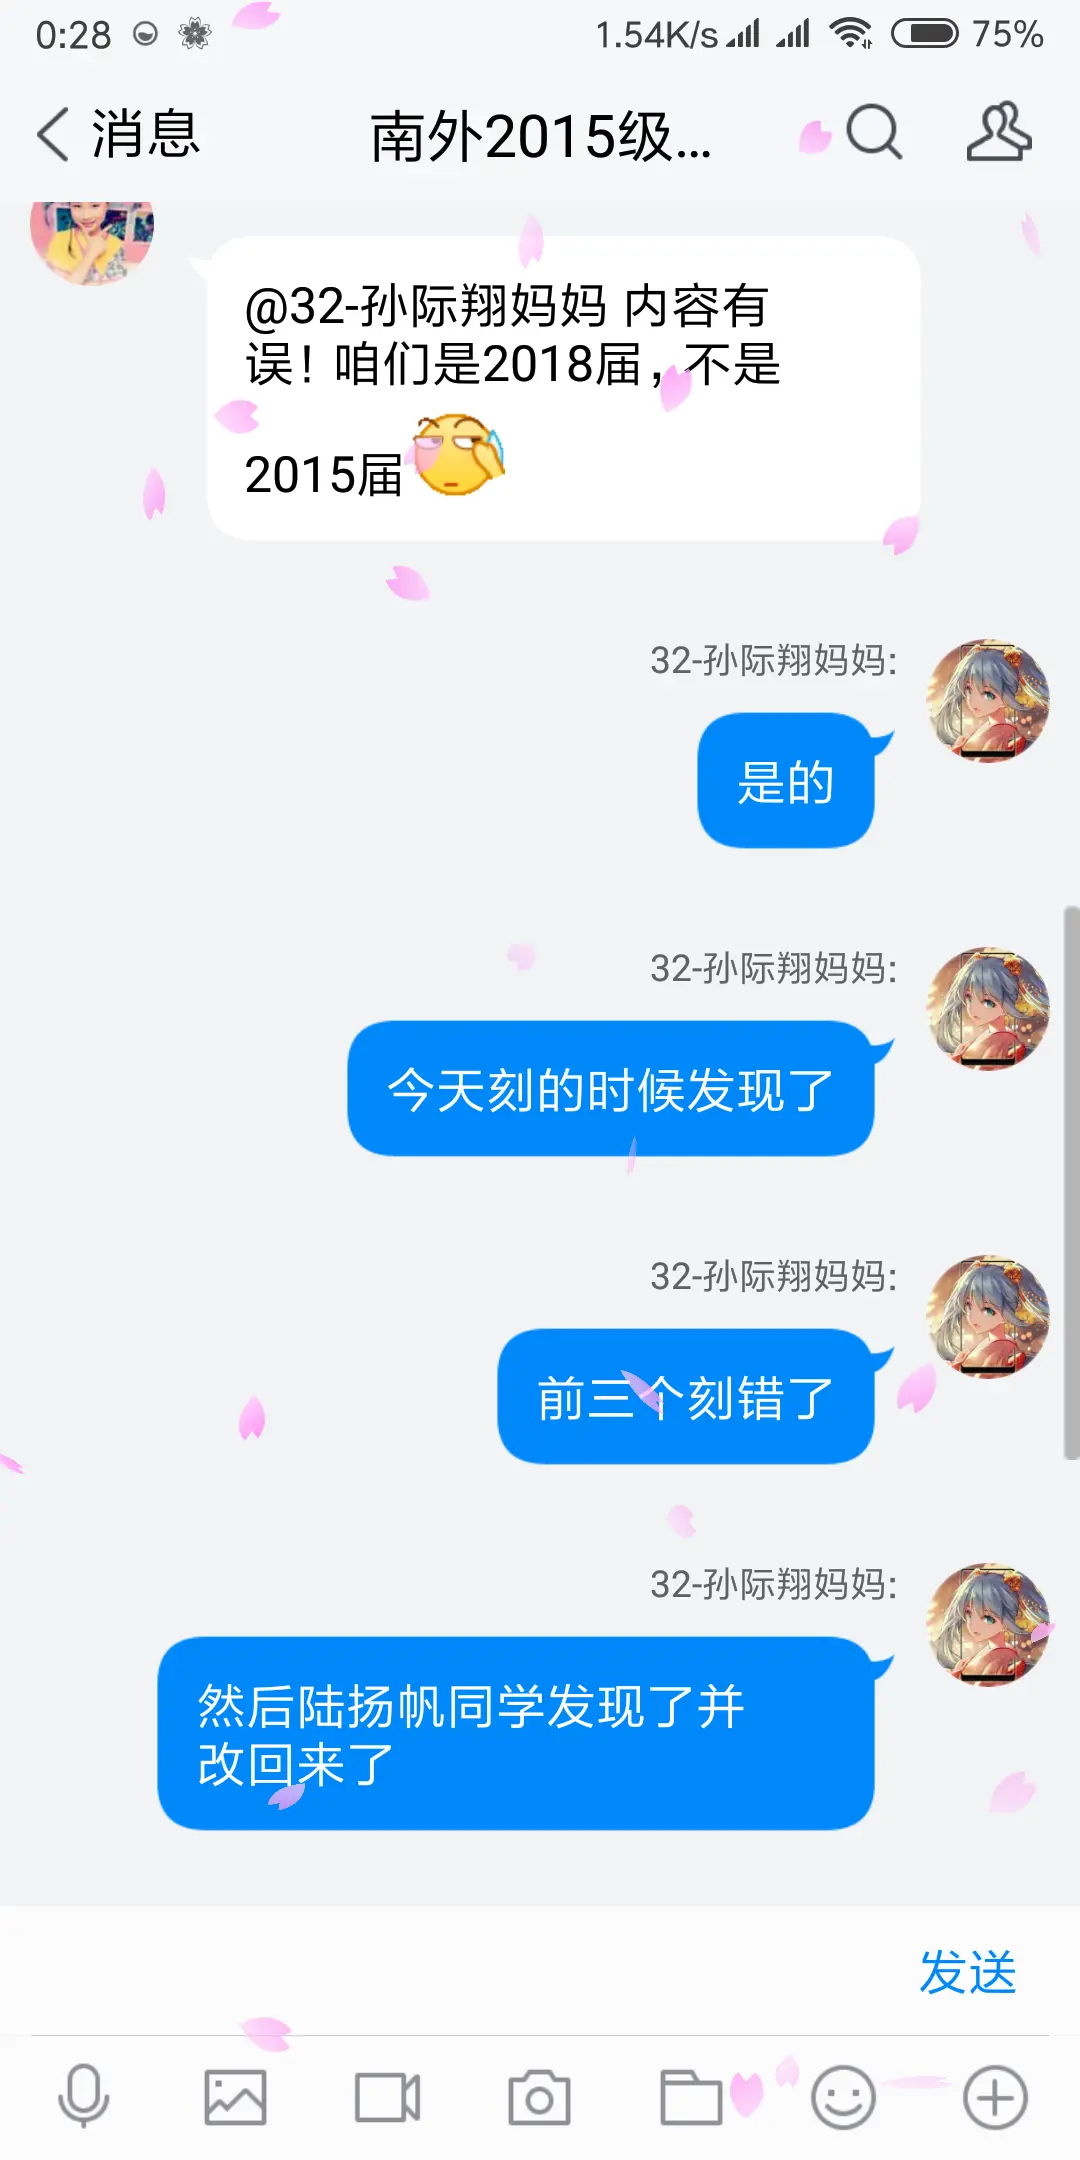 0:28
1.54K/s
75%
消息
南外2015级...
@32-孙际翔妈妈 内容有
误！咱们是2018届，不是
2015届
32-孙际翔妈妈:
是的
32-孙际翔妈妈:
今天刻的时候发现了
32-孙际翔妈妈:
前三个刻错了
32-孙际翔妈妈:
然后陆扬帆同学发现了并
改回来了
发送